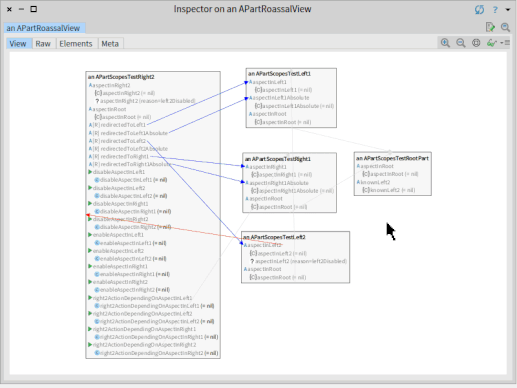 Inspector on an APartRoassalView
an APartRoassalView
View Raw Elements Meta
an APartScopesTestRight2
AaspectInRight2
{C}aspectInRight2 (= nil)
? aspectInRight2 (reason=left2Disabled)
AaspectInRoot
{C}aspectInRoot (= nil)
A[R] redirectedToLeft1
A[R] redirectedToLeft1Absolute
A[R] redirectedToLeft2
A[R] redirectedToLeft2Absolute
A[R] redirectedToRight1
A[R] redirectedToRight1Absolute
disableAspectInLeft1
disableAspectInLeft1 (= nil)
disableAspectInLeft2
disableAspectInLeft2 (= nil)
disableAspectInRight1
disableAspectInRight1 (= nil)
disableAspectInRight2
disableAspectInRight2 (= nil)
enableAspectInLeft1
enableAspectInLeft1 (= nil)
enableAspectInLeft2
enableAspectInLeft2 (= nil)
enableAspectInRight1
enableAspectInRight1 (= nil)
enableAspectInRight2
enableAspectInRight2 (= nil)
right2ActionDependingOnAspectInLeft1
right2ActionDependingOnAspectInLeft1 (= nil)
right2ActionDependingOnAspectInLeft2
right2ActionDependingOnAspectInLeft2 (= nil)
right2ActionDependingOnAspectInRight1
right2ActionDependingOnAspectInRight1 (= nil)
right2ActionDependingOnAspectInRight2
right2ActionDependingOnAspectInRight2 (= nil)
an APartScopesTestLeft1
AaspectInLeft1
{C}aspectInLeft1 (= nil)
AaspectInLeft1Absolute
{C}aspectInLeft1Absolute (= nil)
AaspectInRoot
{C}aspectInRoot (= nil)
an APartScopesTestRight1
AaspectInRight1
{C}aspectInRight1 (= nil)
AaspectInRight1Absolute
{C}aspectInRight1Absolute (= nil)
AaspectInRoot
{C}aspectInRoot (= nil)
an APartScopesTestRootPart
AaspectInRoot
{C}aspectInRoot (= nil)
AknownLeft2
{C}knownLeft2 (= nil)
an APartScopesTestLeft2
AaspectInLeft2
{C}aspectInLeft2 (= nil)
? aspectInLeft2 (reason=left2Disabled)
AaspectInRoot
{C}aspectInRoot (= nil)